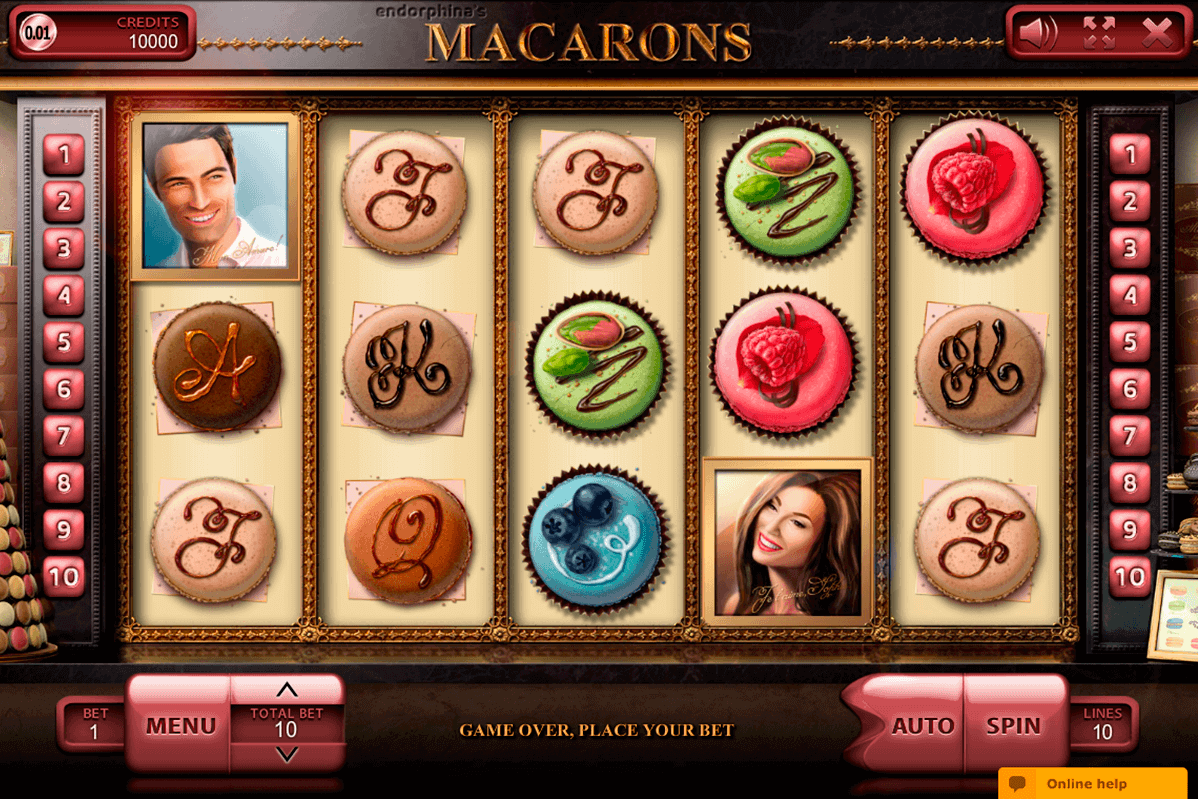 endorphina's
MACARONS
0.01
CREDITS
10000
1
2
3
4
5
6
7
8
9
10
1
2
3
4
5
6
7
8
9
10
J
J
A
K
K
J
Q
J
BET
1
MENU
TOTAL BET
10
GAME OVER, PLACE YOUR BET
AUTO
SPIN
LINES
10
Online help